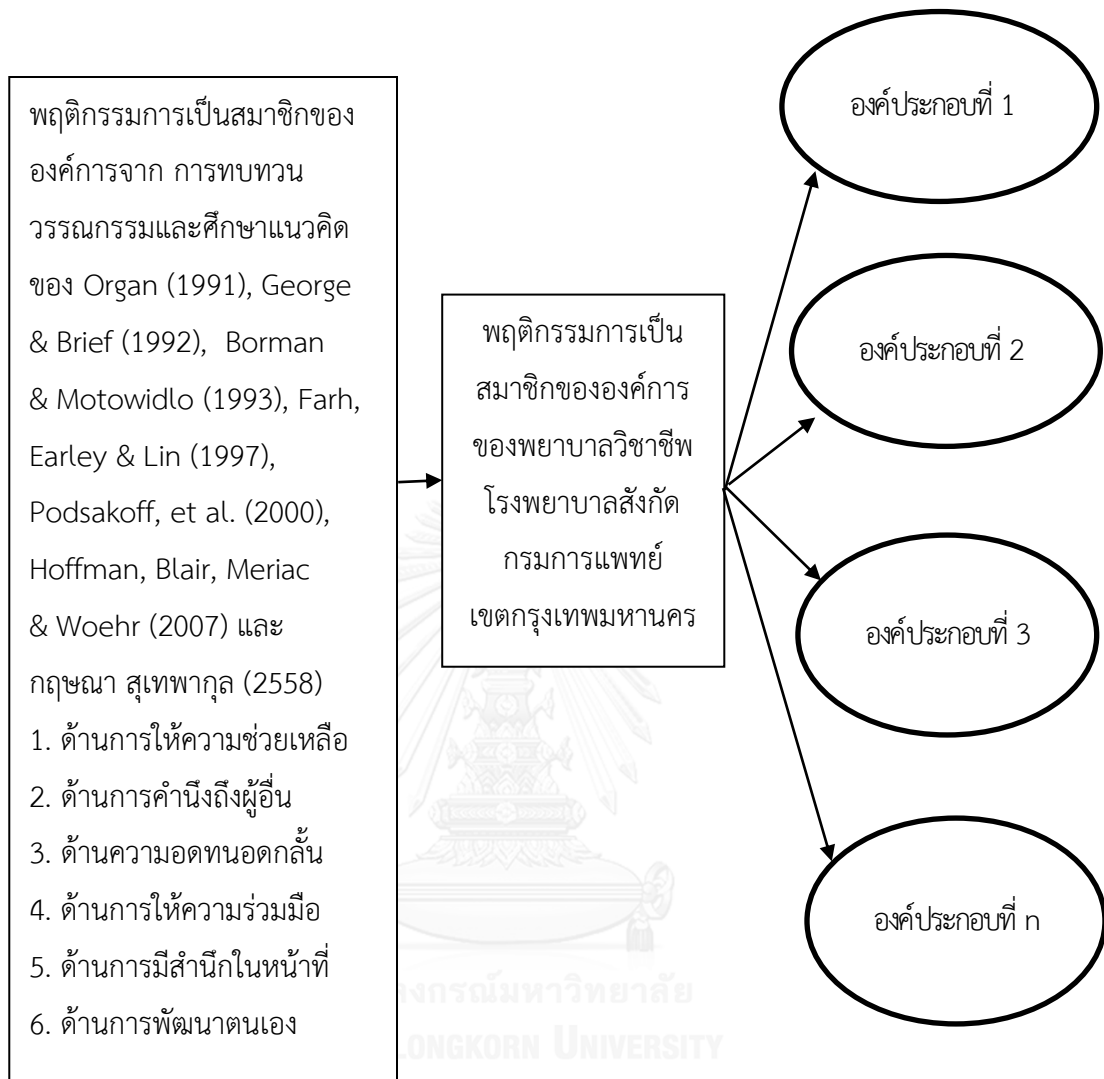 พฤติกรรมการเป็นสมาชิกของ
องค์การจาก การทบทวน
วรรณกรรมและศึกษาแนวคิด
ของ Organ (1991), George
& Brief (1992), Borman
& Motowidlo (1993), Farh,
Earley & Lin (1997),
Podsakoff, et al. (2000),
Hoffman, Blair, Meriac
& Woehr (2007) และ
กฤษณา สุเทพากุล (2558)
1. ด้านการให้ความช่วยเหลือ
2. ด้านการคำนึงถึงผู้อื่น
3. ด้านความอดทนอดกลั้น
4. ด้านการให้ความร่วมมือ
5. ด้านการมีสำนึกในหน้าที่
6. ด้านการพัฒนาตนเอง
พฤติกรรมการเป็น
สมาชิกขององค์การ
ของพยาบาลวิชาชีพ
โรงพยาบาลสังกัด
กรมการแพทย์
เขตกรุงเทพมหานคร
องค์ประกอบที่ 1
องค์ประกอบที่ 2
องค์ประกอบที่ 3
องค์ประกอบที่ n
ลงกรณ์มหาวิทยาลัย
LONGKORN UNIVERSITY